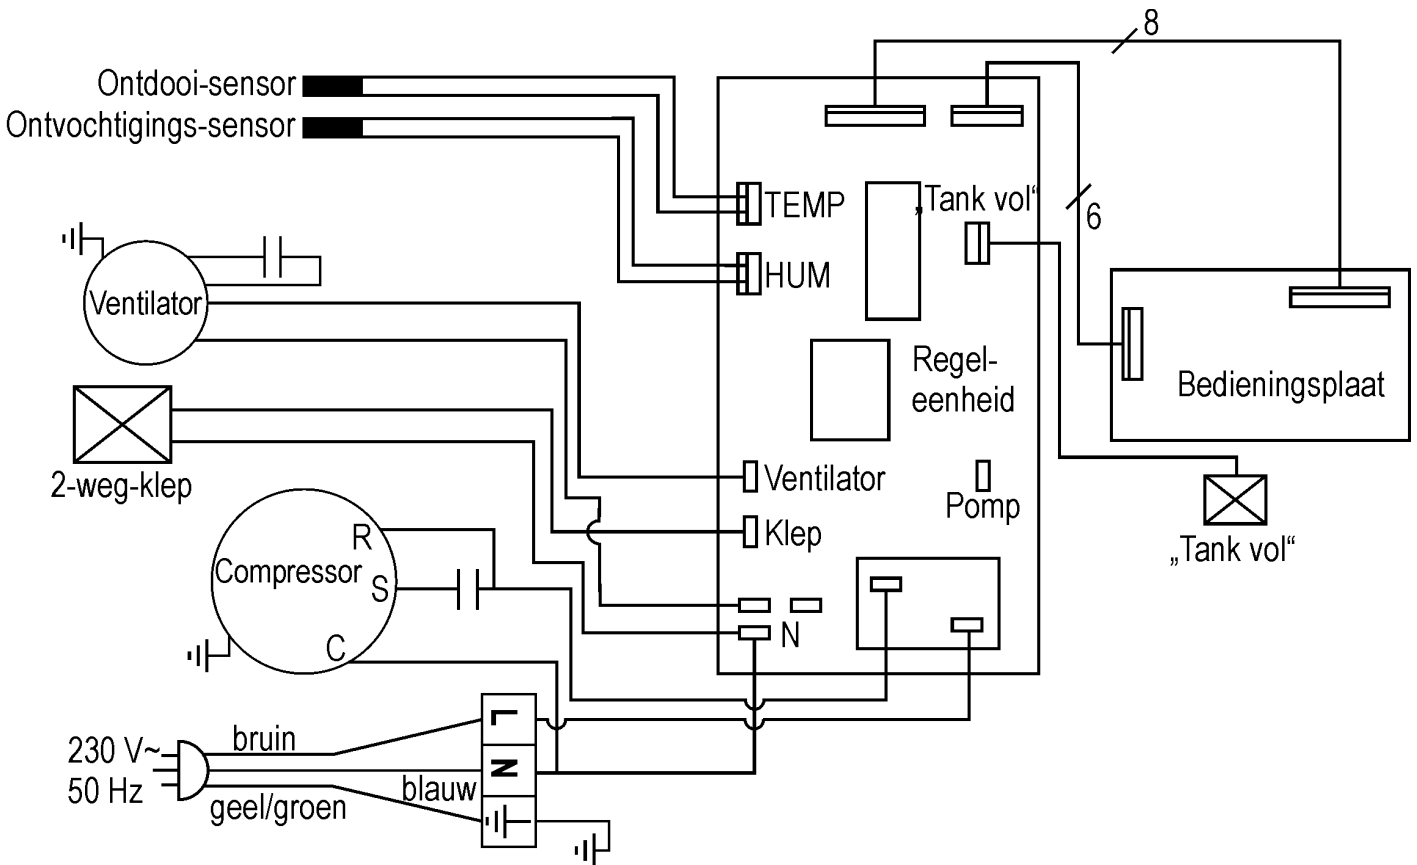 8
Ontdooi-sensor
Ontvochtigings-sensor
TEMP
„Tank vol“
6
HUM
Ventilator
Regel-
eenheid
Bedieningsplaat
2-weg-klep
Ventilator
Pomp
Klep
„Tank vol“
R
Compressor
S
N
C
L
bruin
230 V~
N
50 Hz
blauw
geel/groen